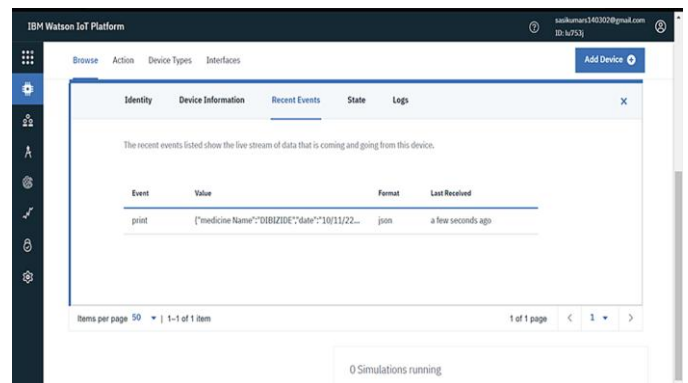 IBM Watson IoT Platform
sasikumars140302@gmail.com
ID: lu753j
Browse Action Device Types Interfaces
Add Device
Identity Device Information Recent Events State Logs
The recent events listed show the live stream of data that is coming and going from this device.
Event Value Format Last Received
print {"medicine Name":"DIBIZIDE","date":"10/11/22... json a few seconds ago
Items per page 50 | 1–1 of 1 item 1 of 1 page < 1 >
0 Simulations running